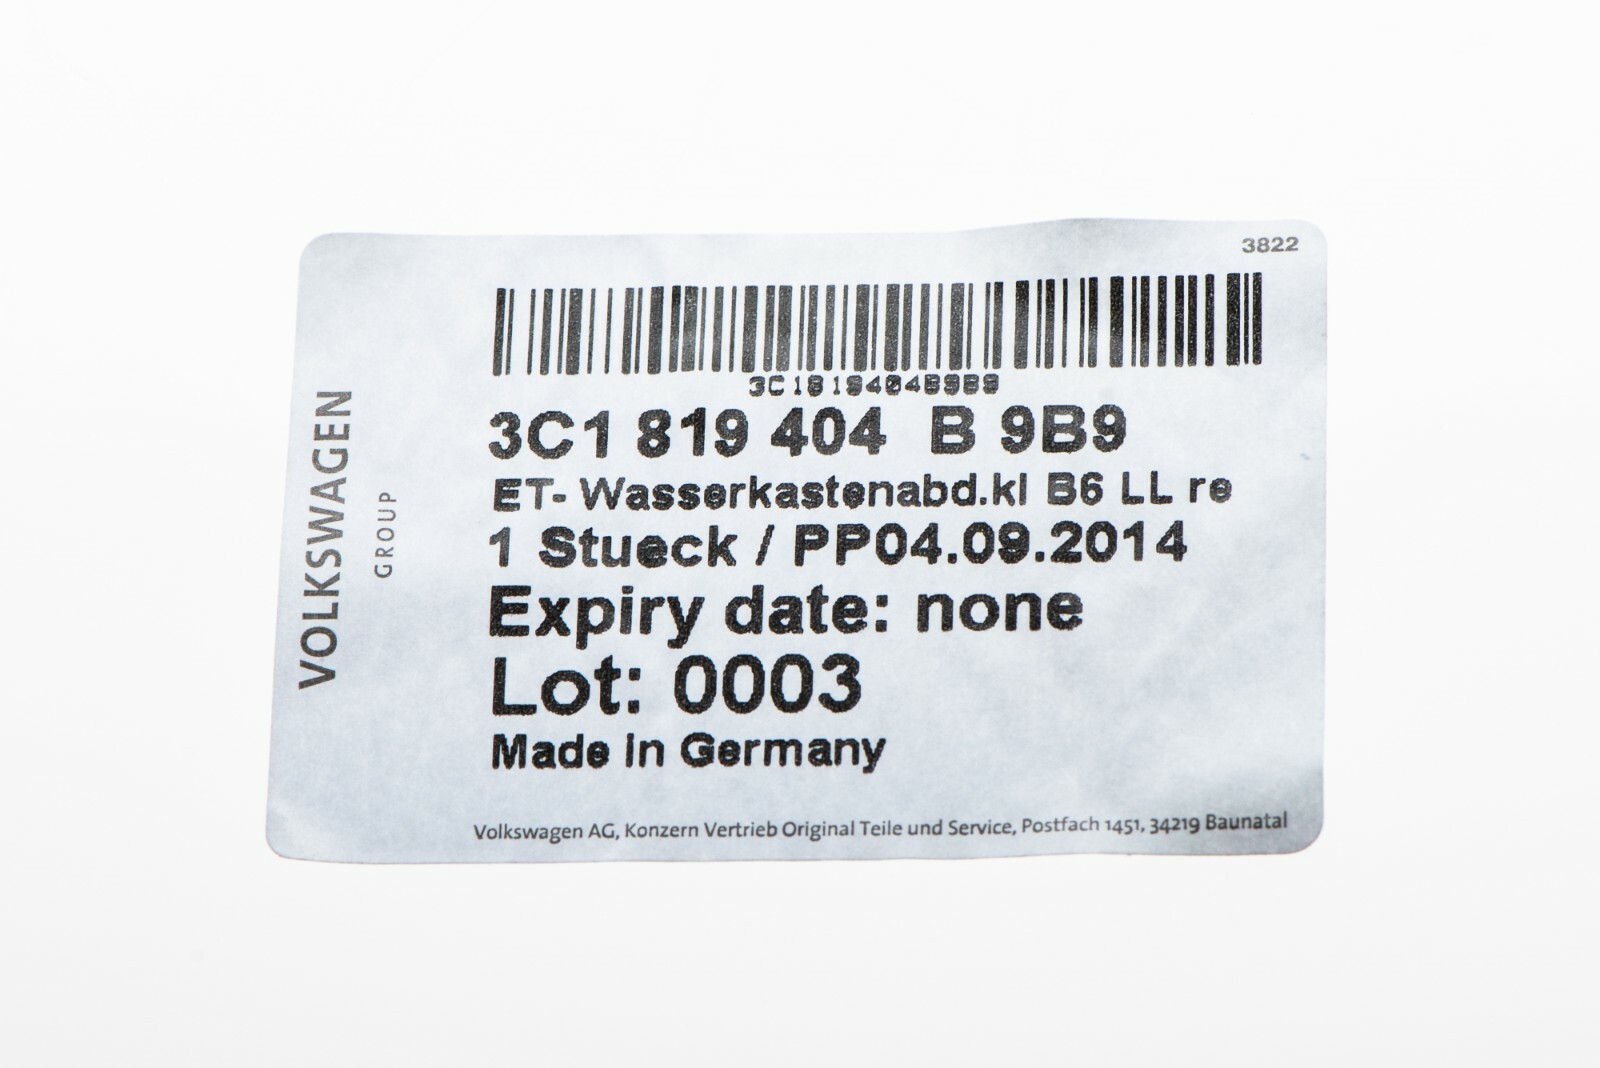 3822
3C1819404B9B9
3C1 819 404 B 9B9
ET- Wasserkastenabd.kl B6 LL re
1 Stueck / PP04.09.2014
Expiry date: none
Lot: 0003
Made in Germany
Volkswagen AG, Konzern Vertrieb Original Teile und Service, Postfach 1451, 34219 Baunatal
VOLKSWAGEN
GROUP